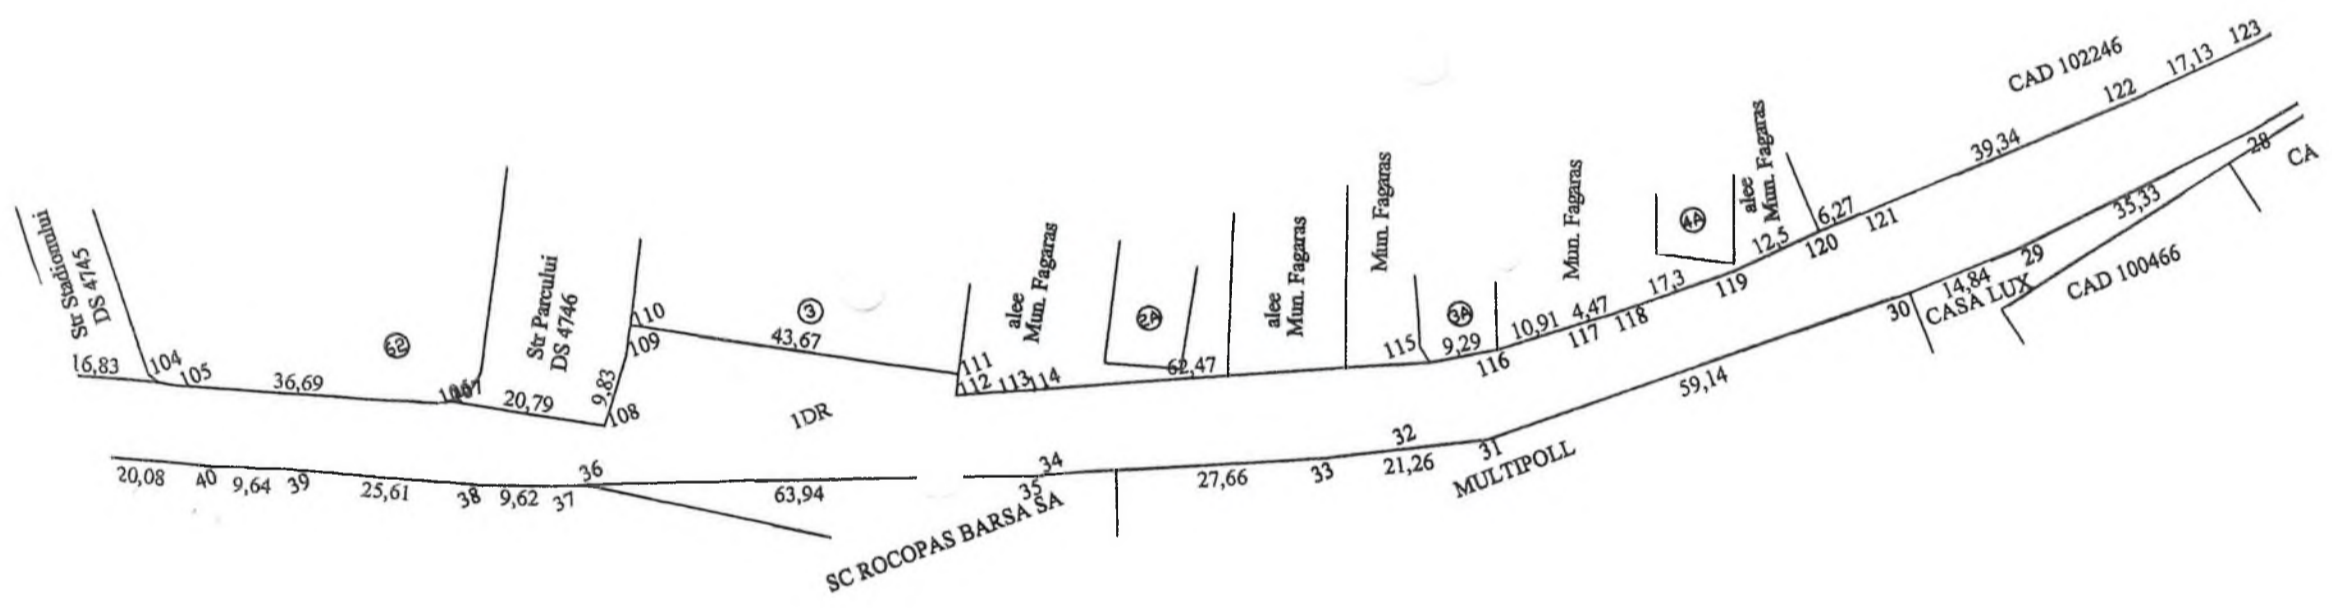 Str Stadionului
DS 4745
16,83
104
105
62
36,69
107
20,79
Str Parcului
DS 4746
9,83
108
109
110
3
43,67
1DR
111
112
113
114
alee
Mun. Fagaras
2A
62,47
alee
Mun. Fagaras
Mun. Fagaras
115
3A
9,29
116
10,91
4,47
117
118
Mun. Fagaras
17,3
4A
119
alee
Mun. Fagaras
12,5
120
6,27
121
39,34
CAD 102246
122
17,13
123
20,08
40
9,64
39
25,61
38
9,62
37
36
63,94
34
35
SC ROCOPAS BARSA SA
27,66
33
32
21,26
31
MULTIPOLL
59,14
30
CASA LUX
14,84
29
35,33
CAD 100466
28
CA